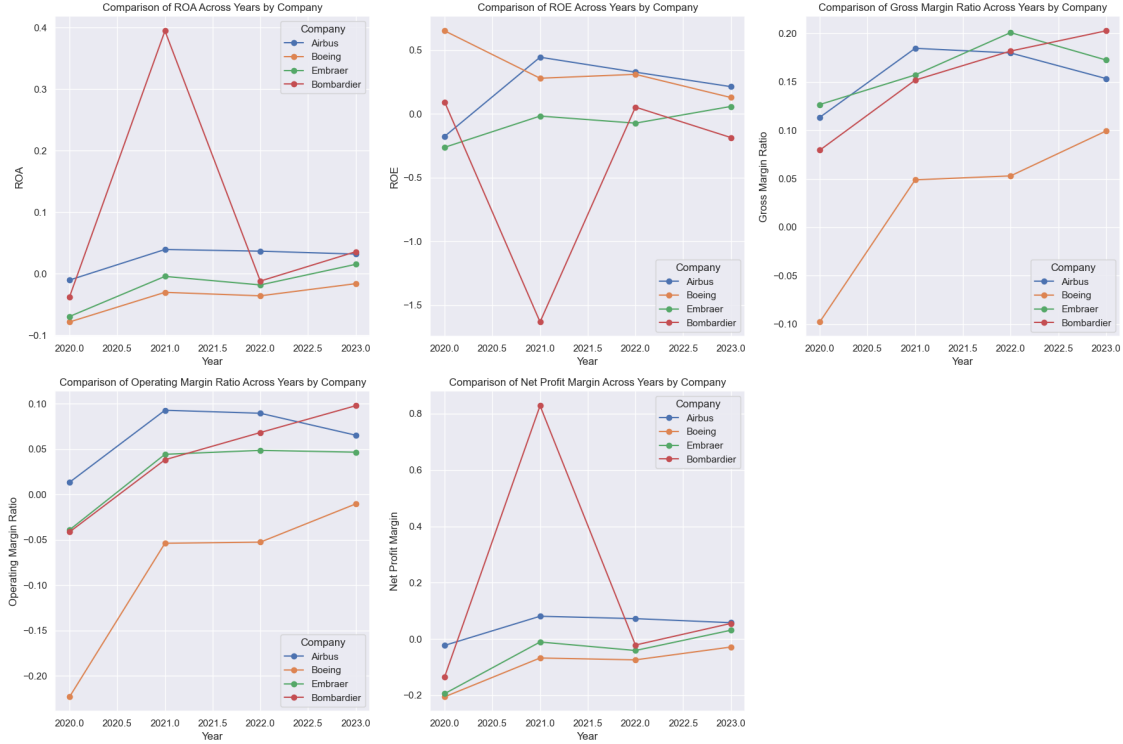 Comparison of ROA Across Years by Company
0.4
0.3
0.2
0.1
0.0
−0.1
ROA
2020.0 2020.5 2021.0 2021.5 2022.0 2022.5 2023.0
Year
Company
Airbus
Boeing
Embraer
Bombardier
Comparison of ROE Across Years by Company
0.5
0.0
−0.5
−1.0
−1.5
ROE
2020.0 2020.5 2021.0 2021.5 2022.0 2022.5 2023.0
Year
Company
Airbus
Boeing
Embraer
Bombardier
Comparison of Gross Margin Ratio Across Years by Company
0.20
0.15
0.10
0.05
0.00
−0.05
−0.10
Gross Margin Ratio
2020.0 2020.5 2021.0 2021.5 2022.0 2022.5 2023.0
Year
Company
Airbus
Boeing
Embraer
Bombardier
Comparison of Operating Margin Ratio Across Years by Company
0.10
0.05
0.00
−0.05
−0.10
−0.15
−0.20
Operating Margin Ratio
2020.0 2020.5 2021.0 2021.5 2022.0 2022.5 2023.0
Year
Company
Airbus
Boeing
Embraer
Bombardier
Comparison of Net Profit Margin Across Years by Company
0.8
0.6
0.4
0.2
0.0
−0.2
Net Profit Margin
2020.0 2020.5 2021.0 2021.5 2022.0 2022.5 2023.0
Year
Company
Airbus
Boeing
Embraer
Bombardier